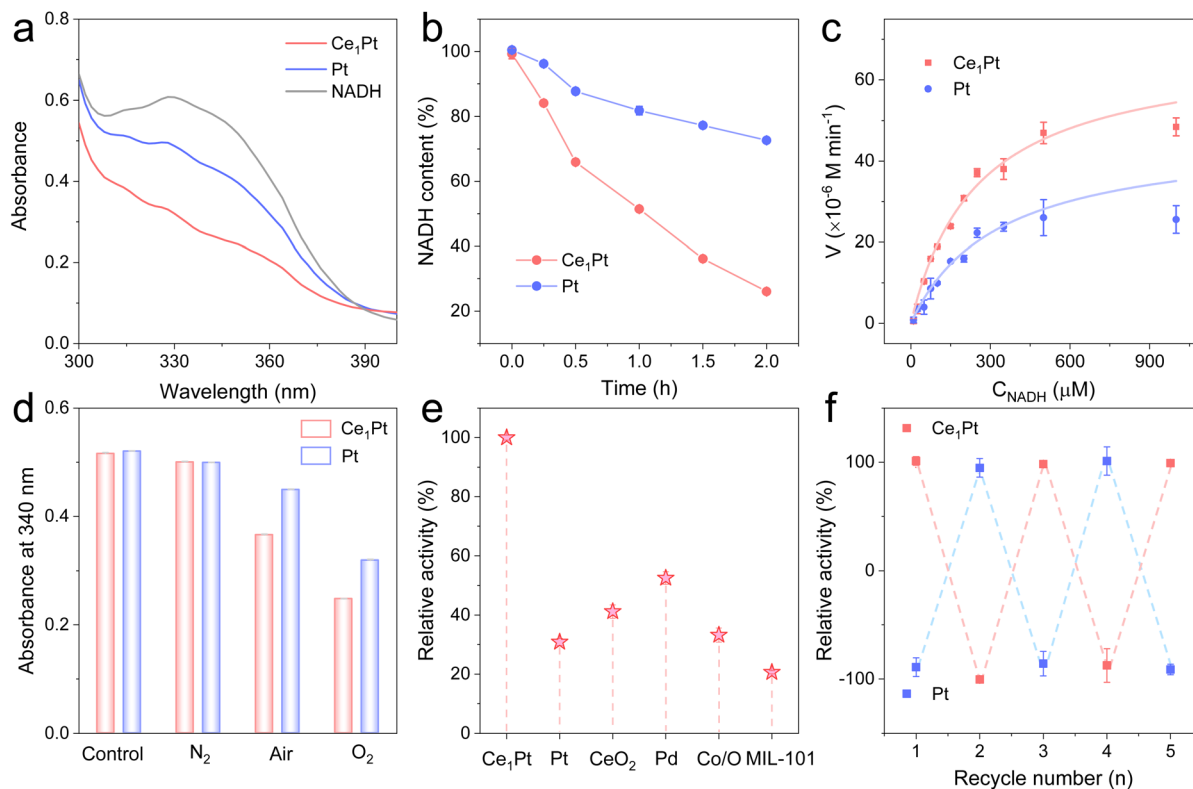 a
0.8
0.6
0.4
0.2
0.0
Absorbance
300
330
360
390
Wavelength (nm)
Ce₁Pt
Pt
NADH
b
100
80
60
40
20
NADH content (%)
0.0
0.5
1.0
1.5
2.0
Time (h)
Ce₁Pt
Pt
c
60
40
20
0
V (×10⁻⁶ M min⁻¹)
0
300
600
900
C_NADH (μM)
Ce₁Pt
Pt
d
0.6
0.4
0.2
0.0
Absorbance at 340 nm
Control
N₂
Air
O₂
Ce₁Pt
Pt
e
100
80
60
40
20
0
Relative activity (%)
Ce₁Pt
Pt
CeO₂
Pd
Co/O
MIL-101
f
Ce₁Pt
100
0
-100
Relative activity (%)
Pt
1
2
3
4
5
Recycle number (n)